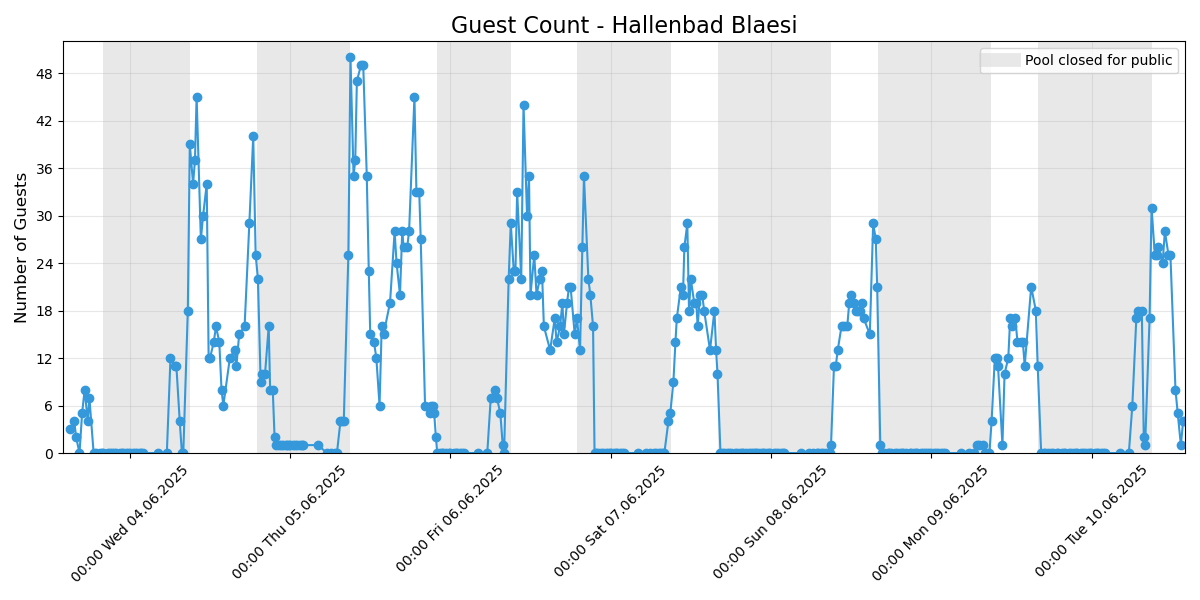 Guest Count - Hallenbad Blaesi
Pool closed for public
Number of Guests
48
42
36
30
24
18
12
6
0
00:00 Wed 04.06.2025
00:00 Thu 05.06.2025
00:00 Fri 06.06.2025
00:00 Sat 07.06.2025
00:00 Sun 08.06.2025
00:00 Mon 09.06.2025
00:00 Tue 10.06.2025